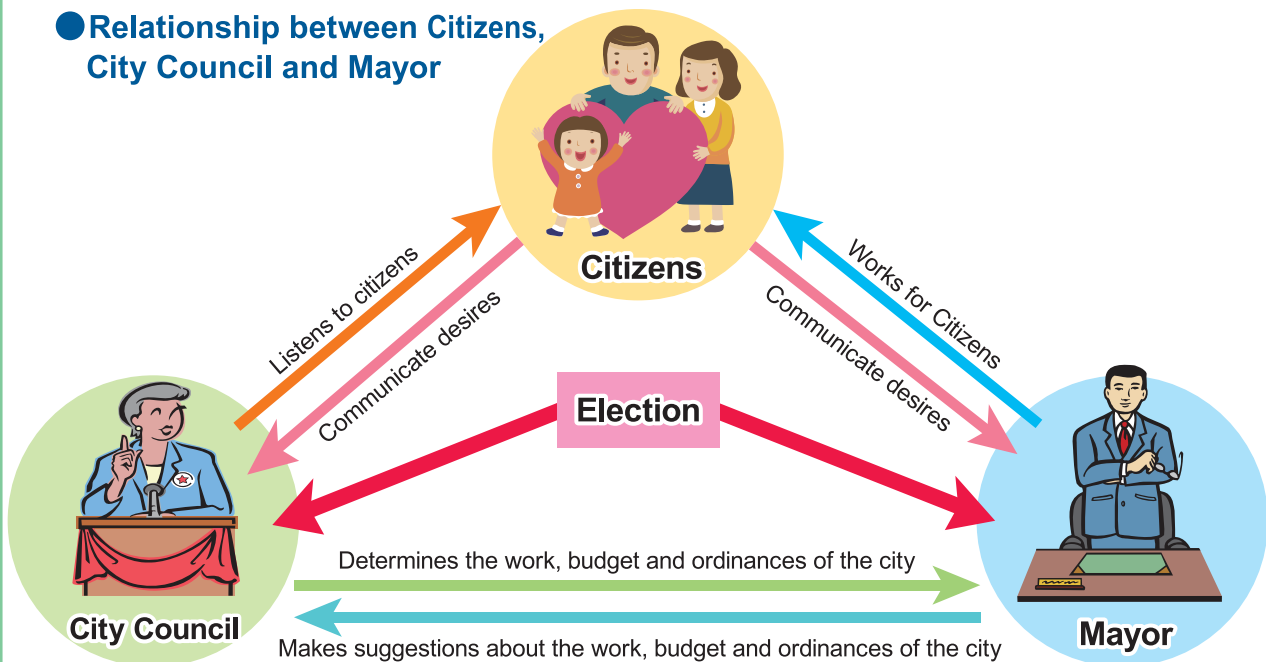 ●Relationship between Citizens,
City Council and Mayor
Citizens
Listens to citizens
Communicate desires
Works for Citizens
Communicate desires
Election
Determines the work, budget and ordinances of the city
City Council
Makes suggestions about the work, budget and ordinances of the city
Mayor